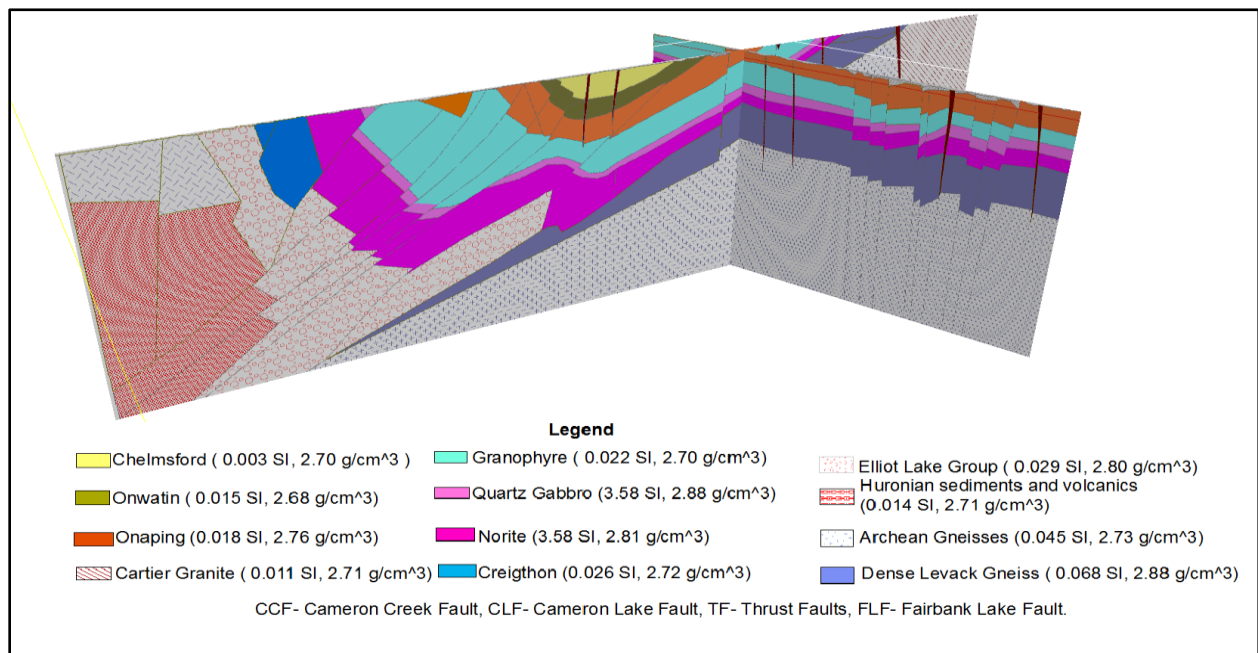 Legend
Chelmsford ( 0.003 SI, 2.70 g/cm^3 )
Onwatin ( 0.015 SI, 2.68 g/cm^3)
Onaping (0.018 SI, 2.76 g/cm^3)
Cartier Granite ( 0.011 SI, 2.71 g/cm^3)
Granophyre ( 0.022 SI, 2.70 g/cm^3)
Quartz Gabbro (3.58 SI, 2.88 g/cm^3)
Norite (3.58 SI, 2.81 g/cm^3)
Creigthon (0.026 SI, 2.72 g/cm^3)
Elliot Lake Group ( 0.029 SI, 2.80 g/cm^3)
Huronian sediments and volcanics
(0.014 SI, 2.71 g/cm^3)
Archean Gneisses (0.045 SI, 2.73 g/cm^3)
Dense Levack Gneiss ( 0.068 SI, 2.88 g/cm^3)
CCF- Cameron Creek Fault, CLF- Cameron Lake Fault, TF- Thrust Faults, FLF- Fairbank Lake Fault.